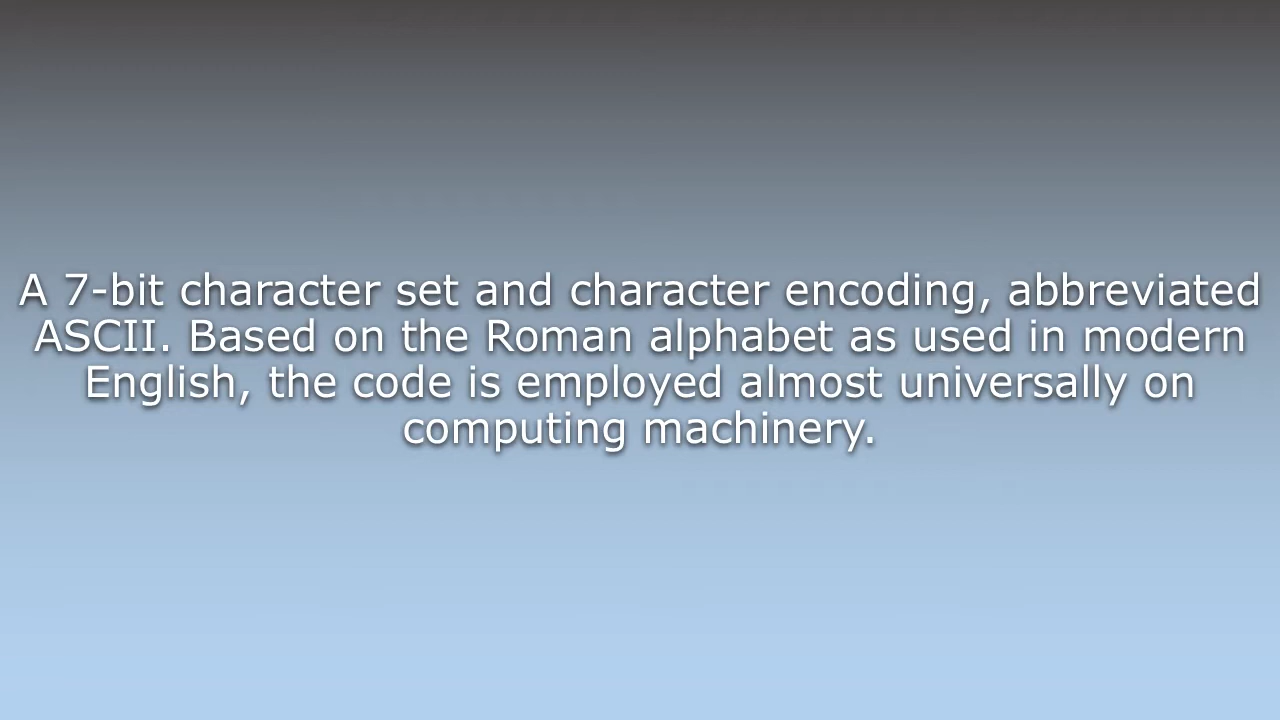 A 7-bit character set and character encoding, abbreviated
ASCII. Based on the Roman alphabet as used in modern
English, the code is employed almost universally on
computing machinery.